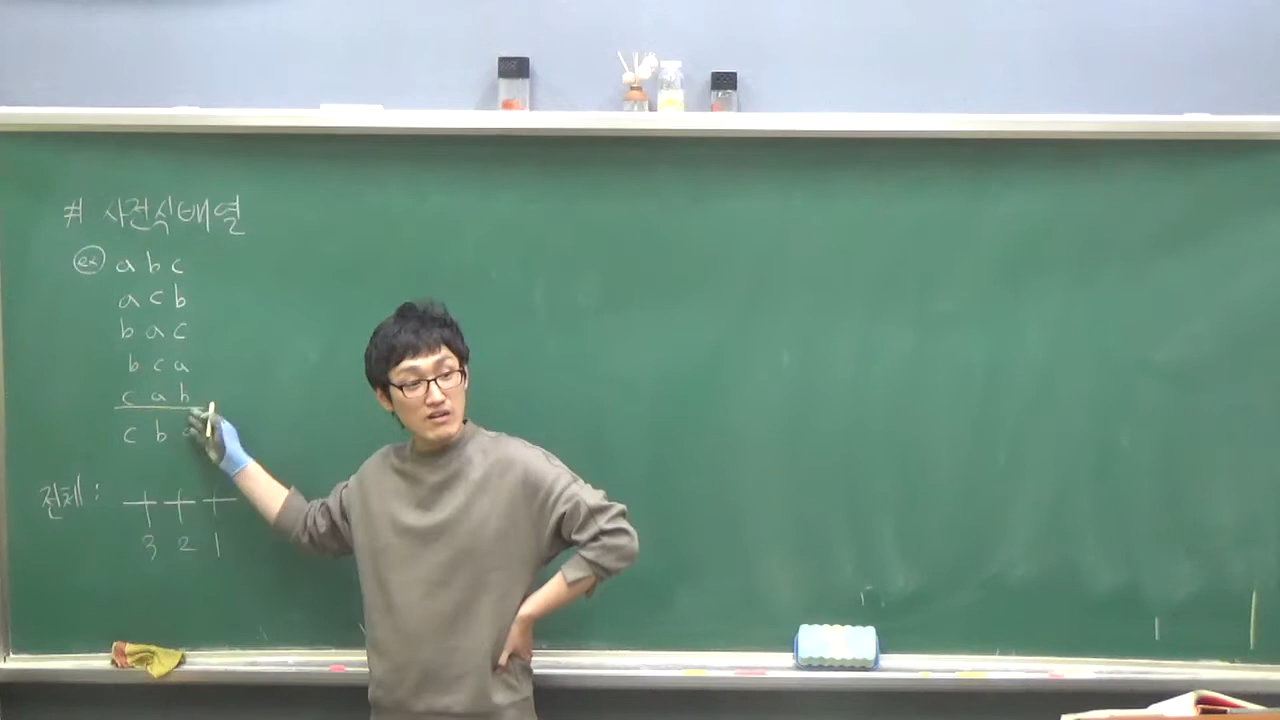 # 사전식배열
ex a b c
a c b
b a c
b c a
c a b
c b
전체 :
3 2 1